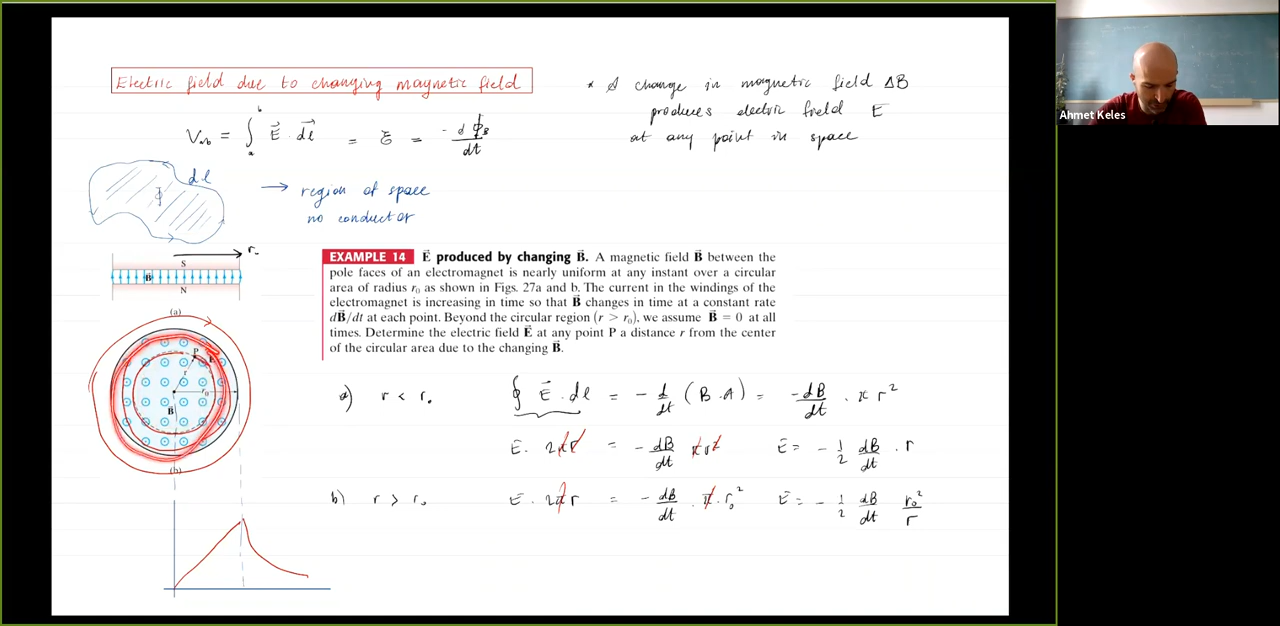 Electric field due to changing magnetic field
V_ab = ∫_a^b E⃗ . dl⃗ = ℰ = -dΦ_B/dt
* A change in magnetic field ΔB
produces electric field E
at any point in space
Ahmet Keles
dl
Φ
→ region of space
no conductor
r₀
S
B
N
(a)
EXAMPLE 14 E⃗ produced by changing B⃗. A magnetic field B⃗ between the
pole faces of an electromagnet is nearly uniform at any instant over a circular
area of radius r₀ as shown in Figs. 27a and b. The current in the windings of the
electromagnet is increasing in time so that B⃗ changes in time at a constant rate
dB⃗/dt at each point. Beyond the circular region (r > r₀), we assume B⃗ = 0 at all
times. Determine the electric field E⃗ at any point P a distance r from the center
of the circular area due to the changing B⃗.
P
E
r
r₀
B⃗
(b)
a) r < r₀ ∮ E⃗ . dl = - d/dt (B . A) = -dB/dt . π r²
E . 2πr = - dB/dt πr² E = - 1/2 dB/dt . r
b) r > r₀ E . 2πr = - dB/dt . π . r₀² E = - 1/2 dB/dt r₀²/r